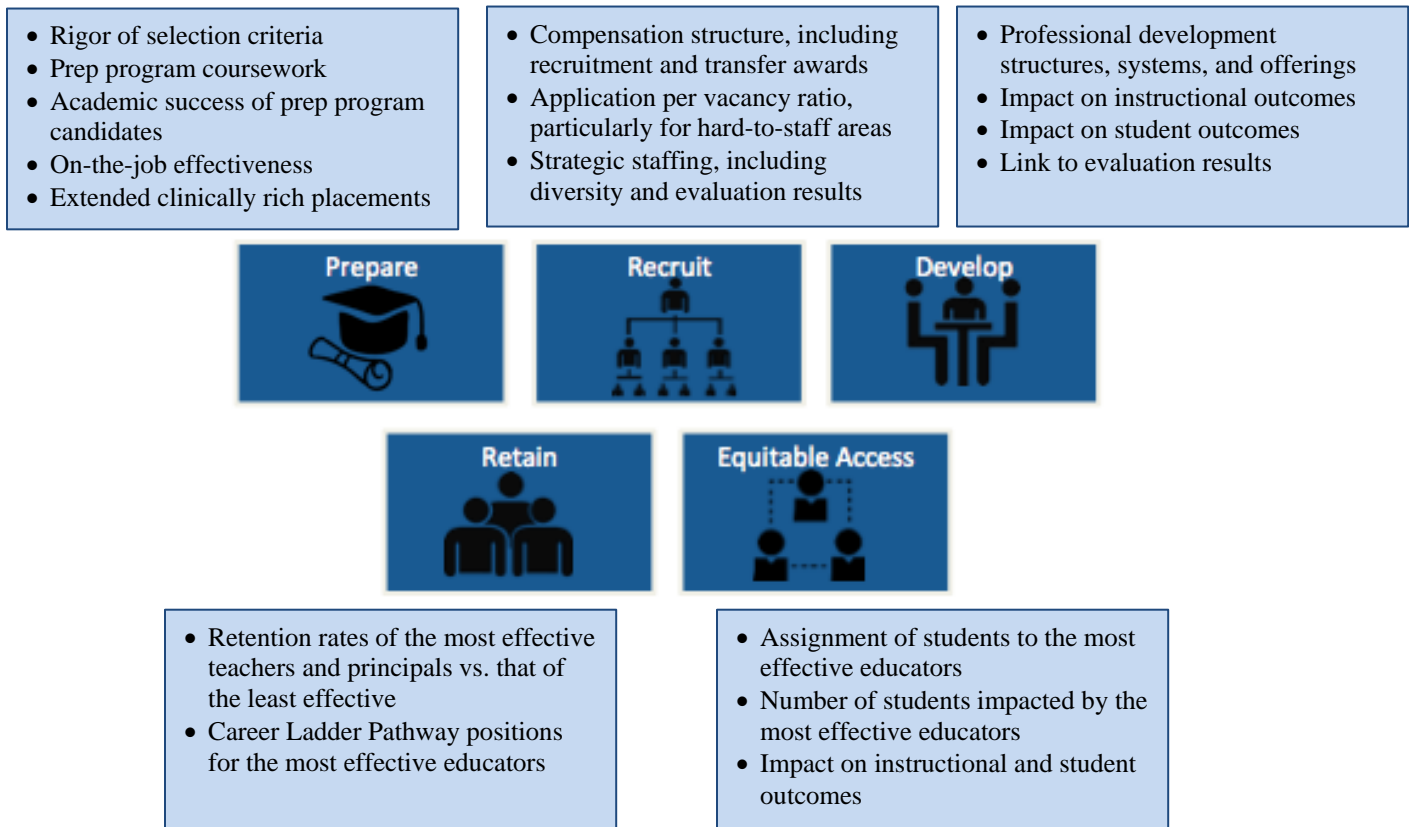 • Rigor of selection criteria
• Prep program coursework
• Academic success of prep program
candidates
• On-the-job effectiveness
• Extended clinically rich placements
• Compensation structure, including
recruitment and transfer awards
• Application per vacancy ratio,
particularly for hard-to-staff areas
• Strategic staffing, including
diversity and evaluation results
• Professional development
structures, systems, and offerings
• Impact on instructional outcomes
• Impact on student outcomes
• Link to evaluation results
Prepare
Recruit
Develop
Retain
Equitable Access
• Retention rates of the most effective
teachers and principals vs. that of
the least effective
• Career Ladder Pathway positions
for the most effective educators
• Assignment of students to the most
effective educators
• Number of students impacted by the
most effective educators
• Impact on instructional and student
outcomes